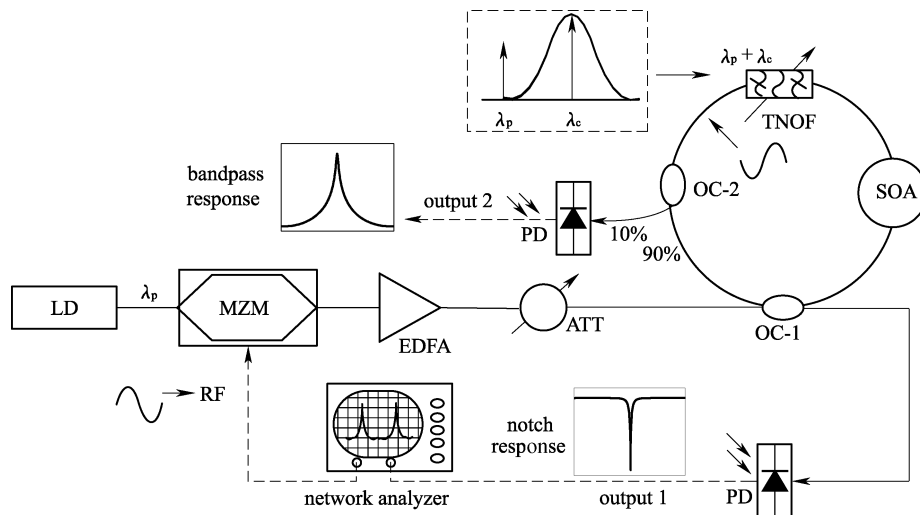 λp + λc
λp
λc
TNOF
bandpass
response
output 2
PD
OC-2
10%
90%
SOA
LD
λp
MZM
EDFA
ATT
OC-1
RF
notch
response
network analyzer
output 1
PD